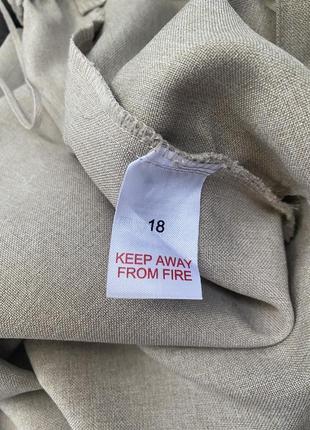 18
KEEP AWAY
FROM FIRE